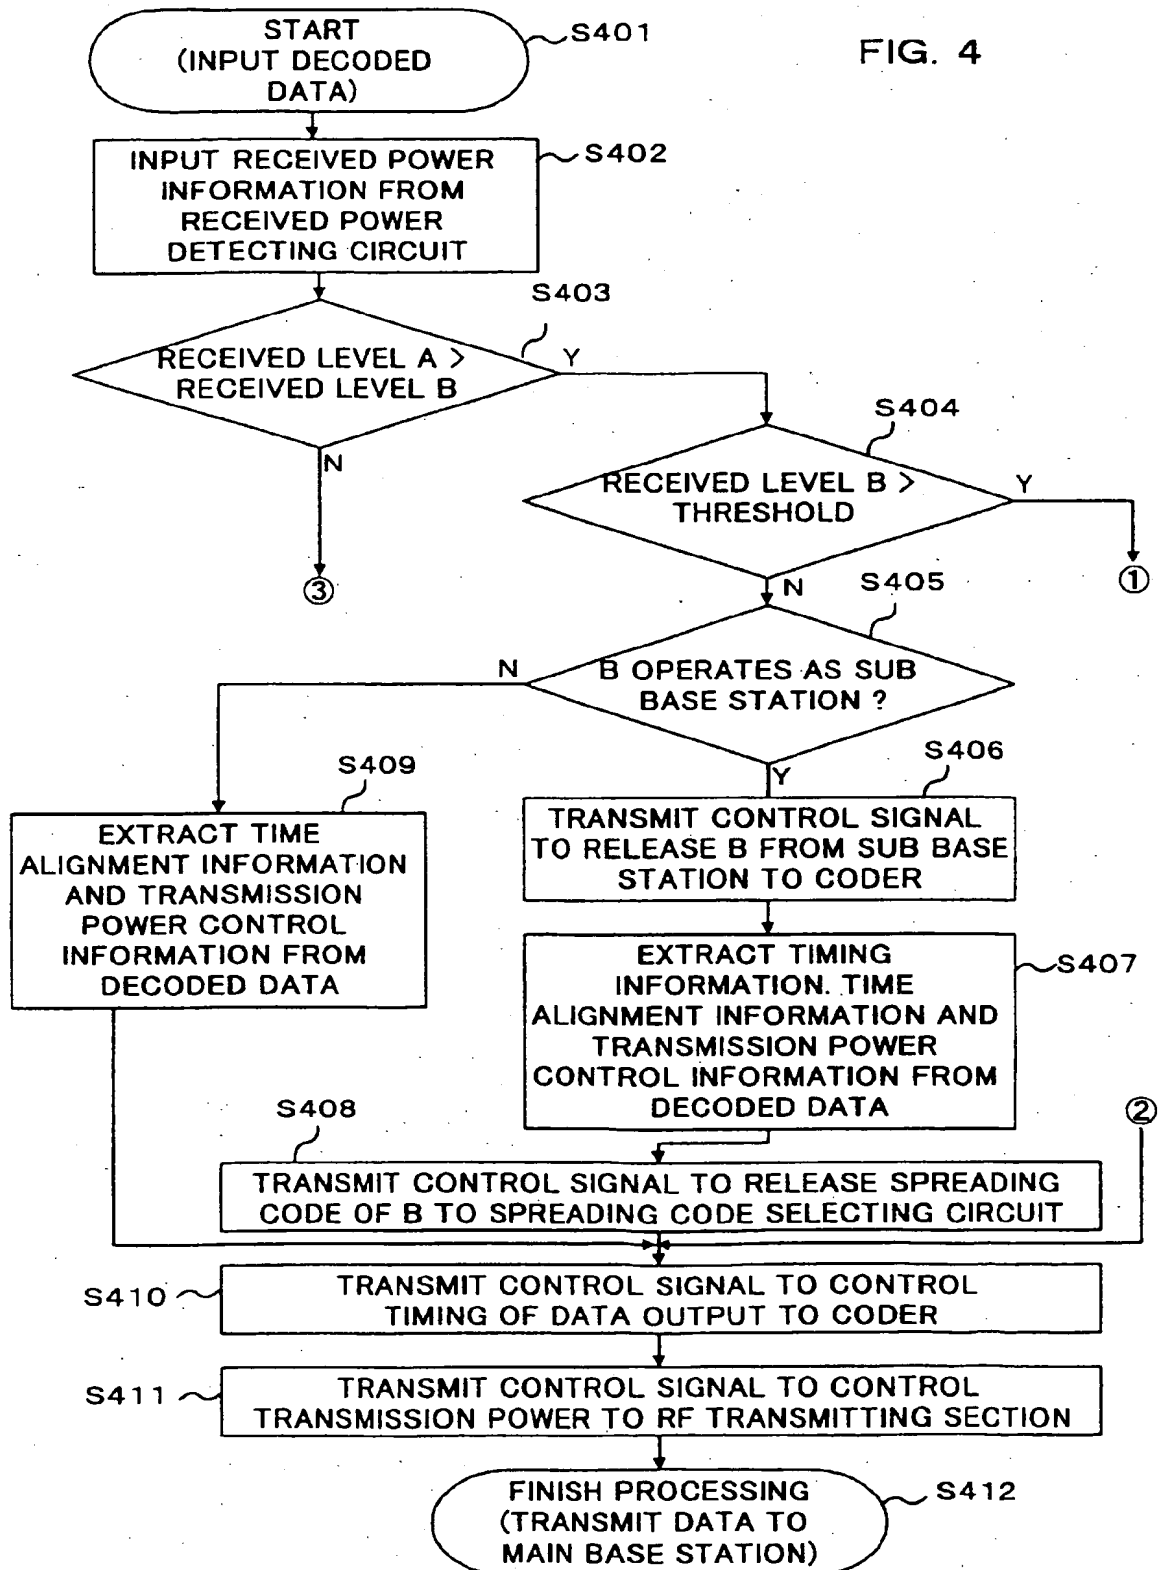 START
(INPUT DECODED
DATA)
S401
FIG. 4
INPUT RECEIVED POWER
INFORMATION FROM
RECEIVED POWER
DETECTING CIRCUIT
S402
S403
RECEIVED LEVEL A >
RECEIVED LEVEL B
Y
N
③
S404
RECEIVED LEVEL B >
THRESHOLD
Y
①
N
S405
B OPERATES AS SUB
BASE STATION ?
N
Y
S406
TRANSMIT CONTROL SIGNAL
TO RELEASE B FROM SUB BASE
STATION TO CODER
S409
EXTRACT TIME
ALIGNMENT INFORMATION
AND TRANSMISSION
POWER CONTROL
INFORMATION FROM
DECODED DATA
EXTRACT TIMING
INFORMATION. TIME
ALIGNMENT INFORMATION AND
TRANSMISSION POWER
CONTROL INFORMATION FROM
DECODED DATA
S407
S408
②
TRANSMIT CONTROL SIGNAL TO RELEASE SPREADING
CODE OF B TO SPREADING CODE SELECTING CIRCUIT
S410
TRANSMIT CONTROL SIGNAL TO CONTROL
TIMING OF DATA OUTPUT TO CODER
S411
TRANSMIT CONTROL SIGNAL TO CONTROL
TRANSMISSION POWER TO RF TRANSMITTING SECTION
FINISH PROCESSING
(TRANSMIT DATA TO
MAIN BASE STATION)
S412